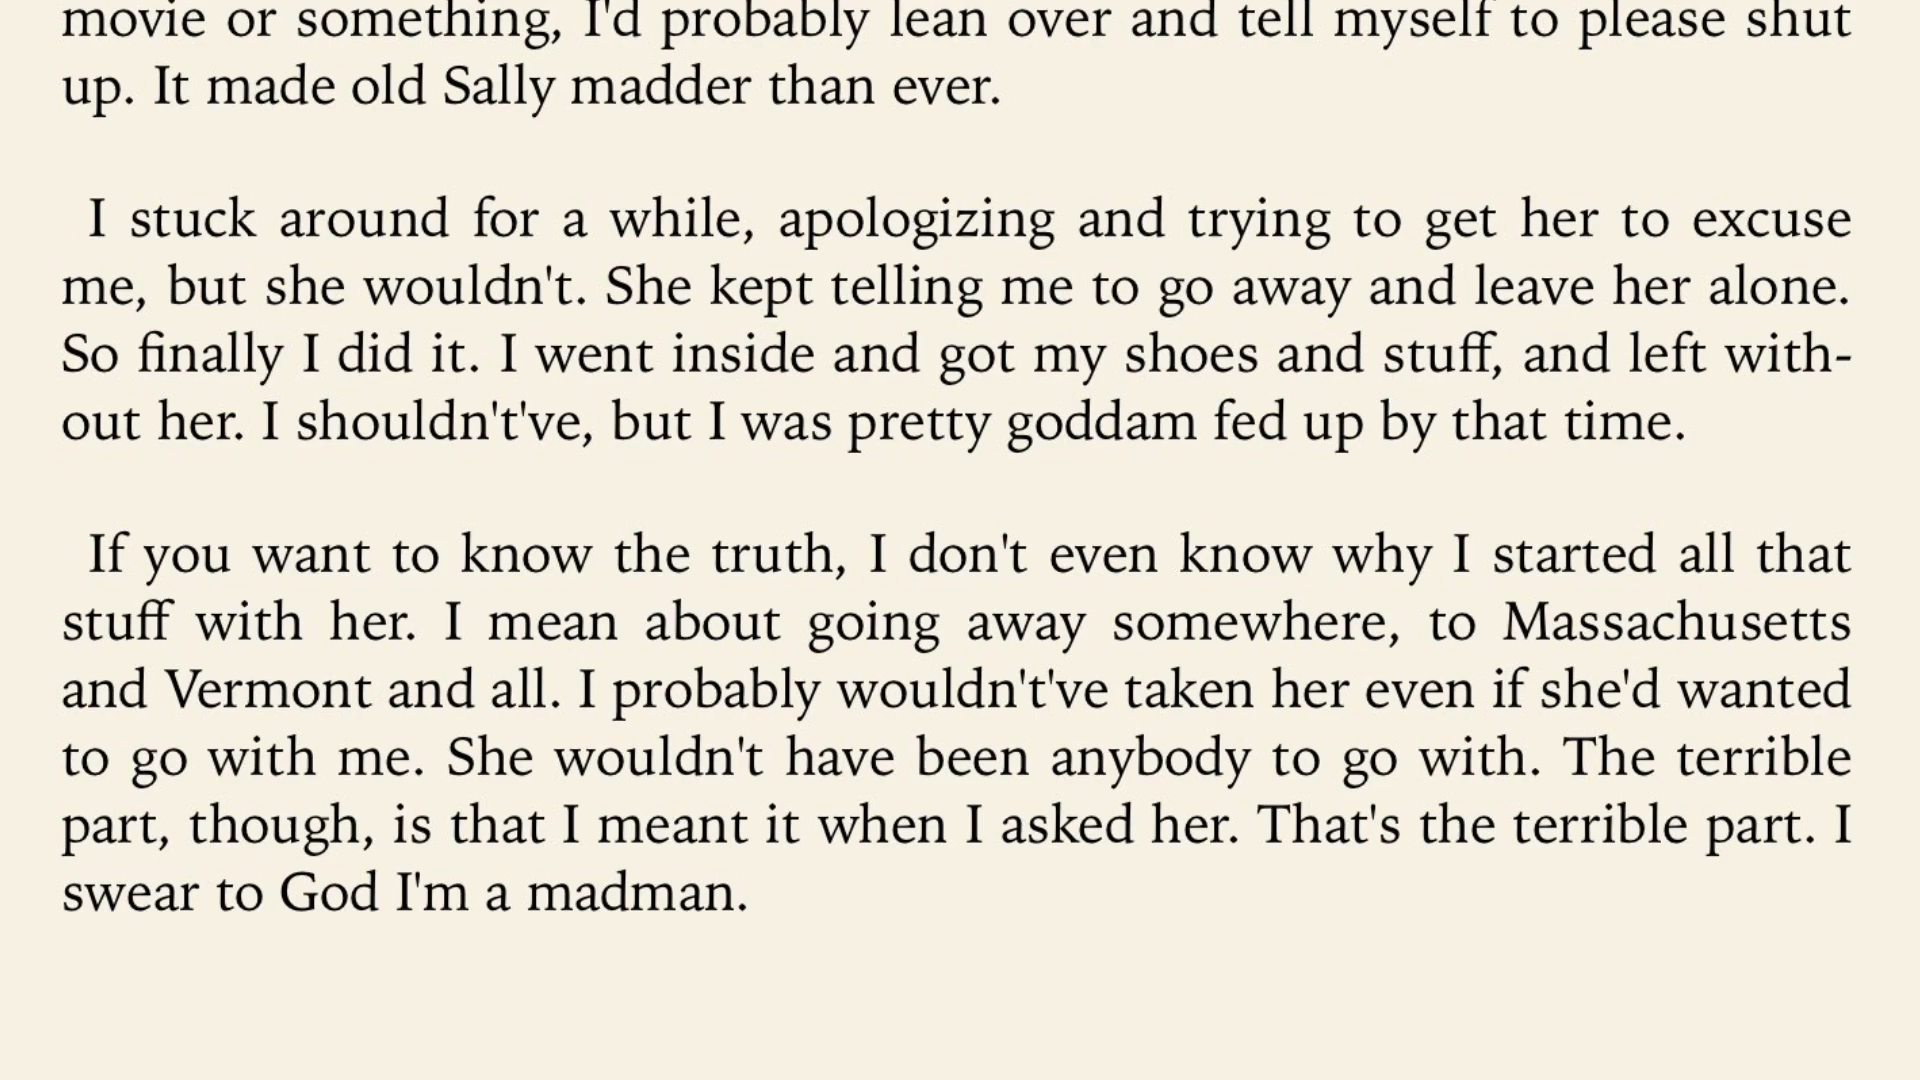 movie or something, I'd probably lean over and tell myself to please shut
up. It made old Sally madder than ever.
I stuck around for a while, apologizing and trying to get her to excuse
me, but she wouldn't. She kept telling me to go away and leave her alone.
So finally I did it. I went inside and got my shoes and stuff, and left with-
out her. I shouldn't've, but I was pretty goddam fed up by that time.
If you want to know the truth, I don't even know why I started all that
stuff with her. I mean about going away somewhere, to Massachusetts
and Vermont and all. I probably wouldn't've taken her even if she'd wanted
to go with me. She wouldn't have been anybody to go with. The terrible
part, though, is that I meant it when I asked her. That's the terrible part. I
swear to God I'm a madman.